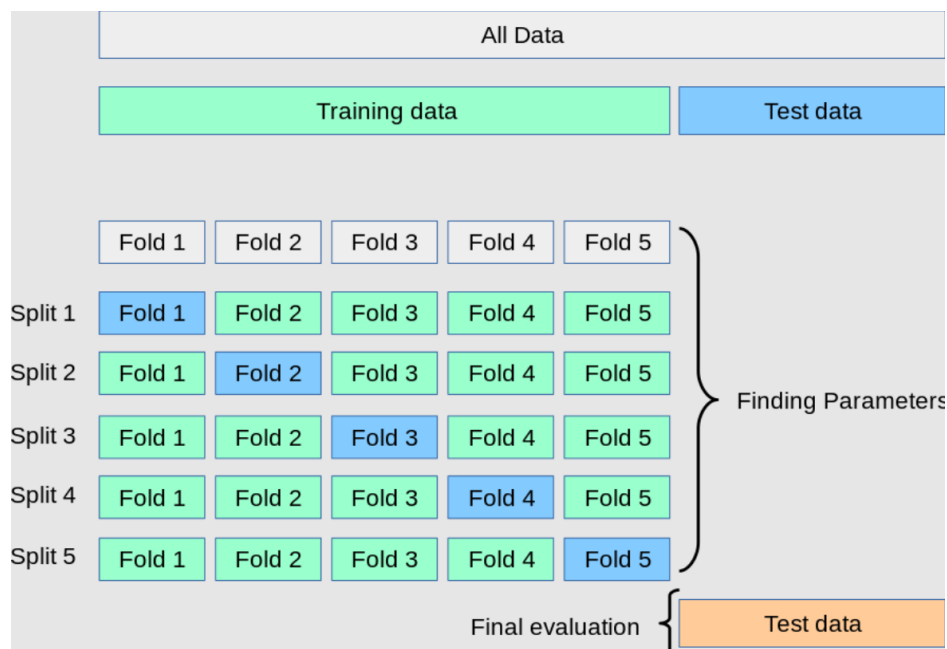 All Data
Training data Test data
Fold 1 Fold 2 Fold 3 Fold 4 Fold 5
Split 1 Fold 1 Fold 2 Fold 3 Fold 4 Fold 5
Split 2 Fold 1 Fold 2 Fold 3 Fold 4 Fold 5
Finding Parameters
Split 3 Fold 1 Fold 2 Fold 3 Fold 4 Fold 5
Split 4 Fold 1 Fold 2 Fold 3 Fold 4 Fold 5
Split 5 Fold 1 Fold 2 Fold 3 Fold 4 Fold 5
Final evaluation Test data